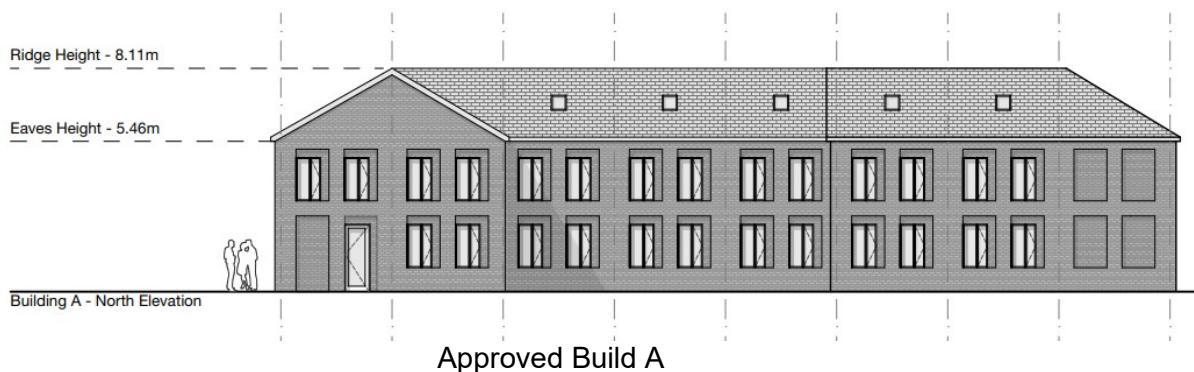 Ridge Height - 8.11m
Eaves Height - 5.46m
Building A - North Elevation
Approved Build A